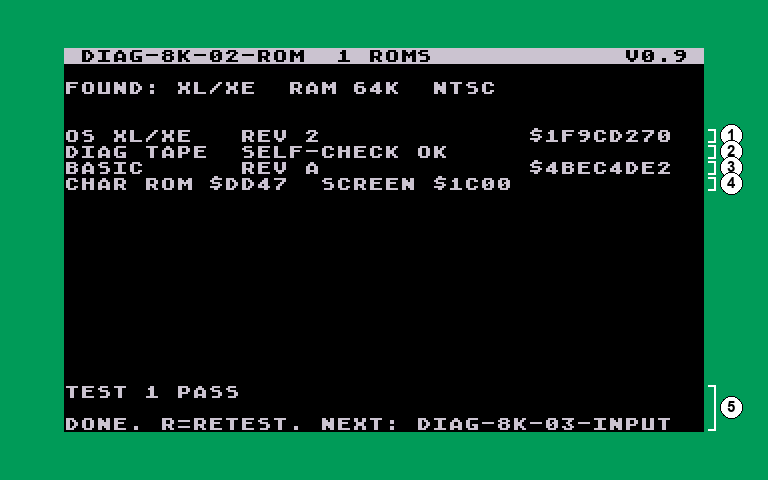 DIAG-8K-02-ROM 1 ROMS V0.9
FOUND: XL/XE RAM 64K NTSC
OS XL/XE REV 2 $1F9CD270 1
DIAG TAPE SELF-CHECK OK 2
BASIC REV A $4BEC4DE2 3
CHAR ROM $DD47 SCREEN $1C00 4
TEST 1 PASS
5
DONE. R=RETEST. NEXT: DIAG-8K-03-INPUT